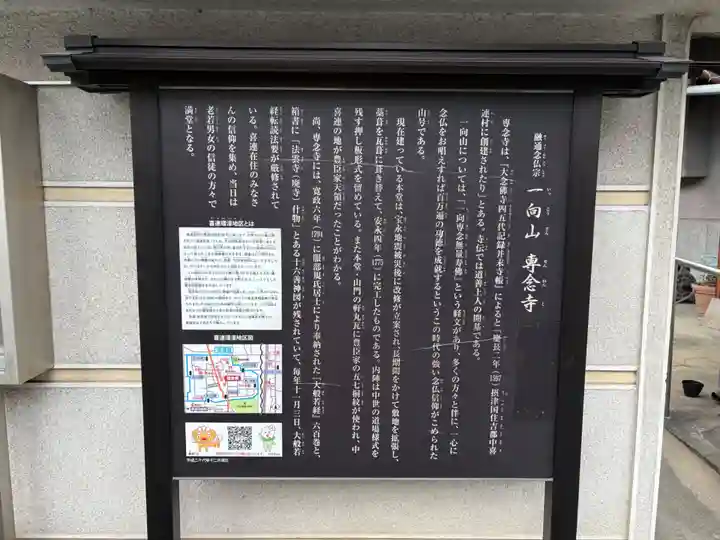 融通念仏宗 一向山 專念寺
専念寺は、「大念佛寺四五代記録并末寺帳」によると「慶長二年(1597)摂津国住吉郡中喜
連村に創建されたり」とある。寺伝では道善上人の開基である。
一向山については、「一向専念無量寿佛」という経文があり、多くの方々と伴に、一心に
念仏をお唱えすれば百万遍の功徳を成就するというこの時代の強い念仏信仰がこめられた
山号である。
現在建っている本堂は、宝永地震被災後に改修が立案され、長期間をかけて敷地を拡張し、
藁葺を瓦葺に葺き替えて、安永四年(1775)に完工したものである。内陣は中世の道場様式を
残す押し板形式を留めている。また本堂・山門の軒丸瓦に豊臣家の五七桐紋が使われ、中
喜連の地が豊臣家天領だったことがわかる。
尚、専念寺には、寛政六年(1794)に服部規氏居士により奉納された「大般若経」六百巻と、
箱書に「法雲寺(廃寺)什物」とある十六善神図が残されていて、毎年十一月三日、大般若
経転読法要が厳修されて
いる。喜連在住のみなさ
んの信仰を集め、当日は
老若男女の信徒の方々で
満堂となる。
喜連環濠地区とは
喜連環濠地区図